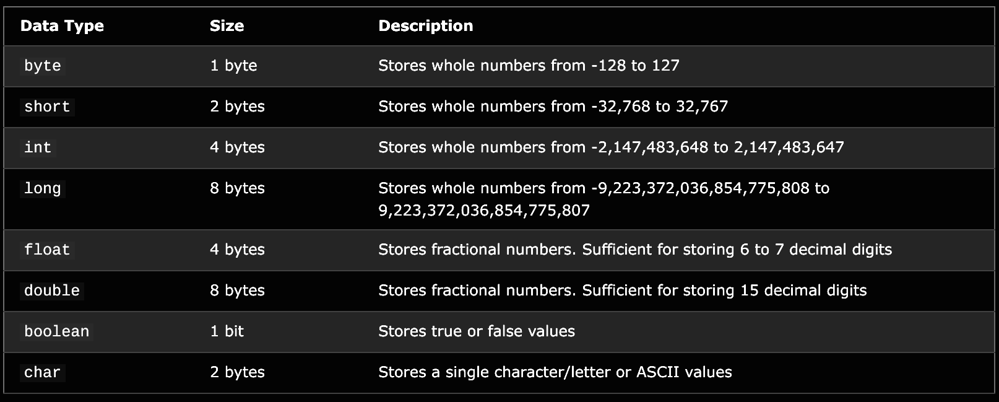 Data Type Size Description
byte 1 byte Stores whole numbers from -128 to 127
short 2 bytes Stores whole numbers from -32,768 to 32,767
int 4 bytes Stores whole numbers from -2,147,483,648 to 2,147,483,647
long 8 bytes Stores whole numbers from -9,223,372,036,854,775,808 to
9,223,372,036,854,775,807
float 4 bytes Stores fractional numbers. Sufficient for storing 6 to 7 decimal digits
double 8 bytes Stores fractional numbers. Sufficient for storing 15 decimal digits
boolean 1 bit Stores true or false values
char 2 bytes Stores a single character/letter or ASCII values